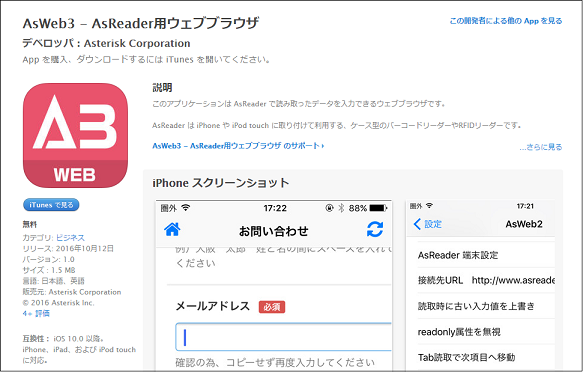 AsWeb3 - AsReader用ウェブブラウザ
この開発者による他の App を見る
デベロッパ : Asterisk Corporation
App を購入、ダウンロードするには iTunes を開いてください。
A3
WEB
iTunes で見る
無料
カテゴリ: ビジネス
リリース: 2016年10月12日
バージョン: 1.0
サイズ : 1.5 MB
言語: 日本語、英語
販売元: Asterisk Corporation
© 2016 Asterisk Inc.
4+ 評価
互換性 : iOS 10.0 以降。
iPhone、iPad、および iPod touch
に対応。
説明
このアプリケーションは AsReader で読み取ったデータを入力できるウェブブラウザです。
AsReader は iPhone や iPod touch に取り付けて利用する、ケース型のバーコードリーダーやRFIDリーダーです。
AsWeb3 - AsReader用ウェブブラウザ のサポート
...さらに見る
iPhone スクリーンショット
圏外 17:22 88%
お問い合わせ
例）大阪 太郎 姓と名の間にスペースを入れて
ください
メールアドレス 必須
確認の為、コピーせず再度入力してください
圏外 17:21
設定 AsWeb2
AsReader 端末設定
接続先URL http://www.asreade
読取時に古い入力値を上書き
readonly属性を無視
Tab読取で次項目へ移動